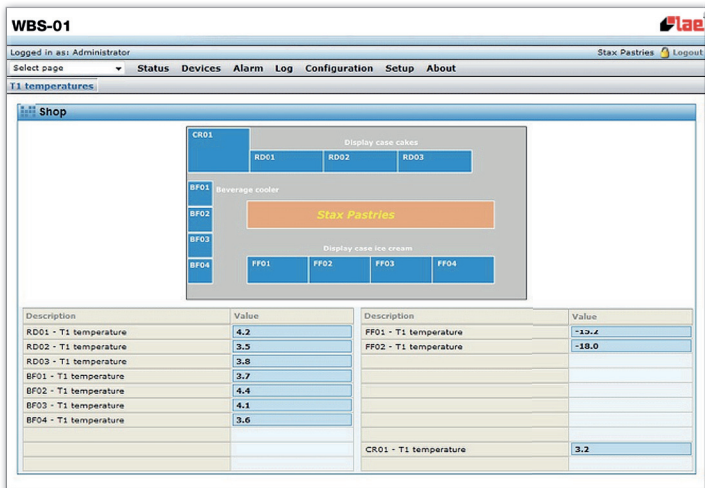 WBS-01
lae
Logged in as: Administrator
Stax Pastries Logout
Select page Status Devices Alarm Log Configuration Setup About
T1 temperatures
Shop
CR01
Display case cakes
RD01 RD02 RD03
BF01 Beverage cooler
BF02
Stax Pastries
BF03
Display case ice cream
BF04
FF01 FF02 FF03 FF04
Description Value Description Value
RD01 - T1 temperature 4.2 FF01 - T1 temperature
RD02 - T1 temperature 3.5 FF02 - T1 temperature -18.0
RD03 - T1 temperature 3.8
BF01 - T1 temperature 3.7
BF02 - T1 temperature 4.4
BF03 - T1 temperature 4.1
BF04 - T1 temperature 3.6
CR01 - T1 temperature 3.2